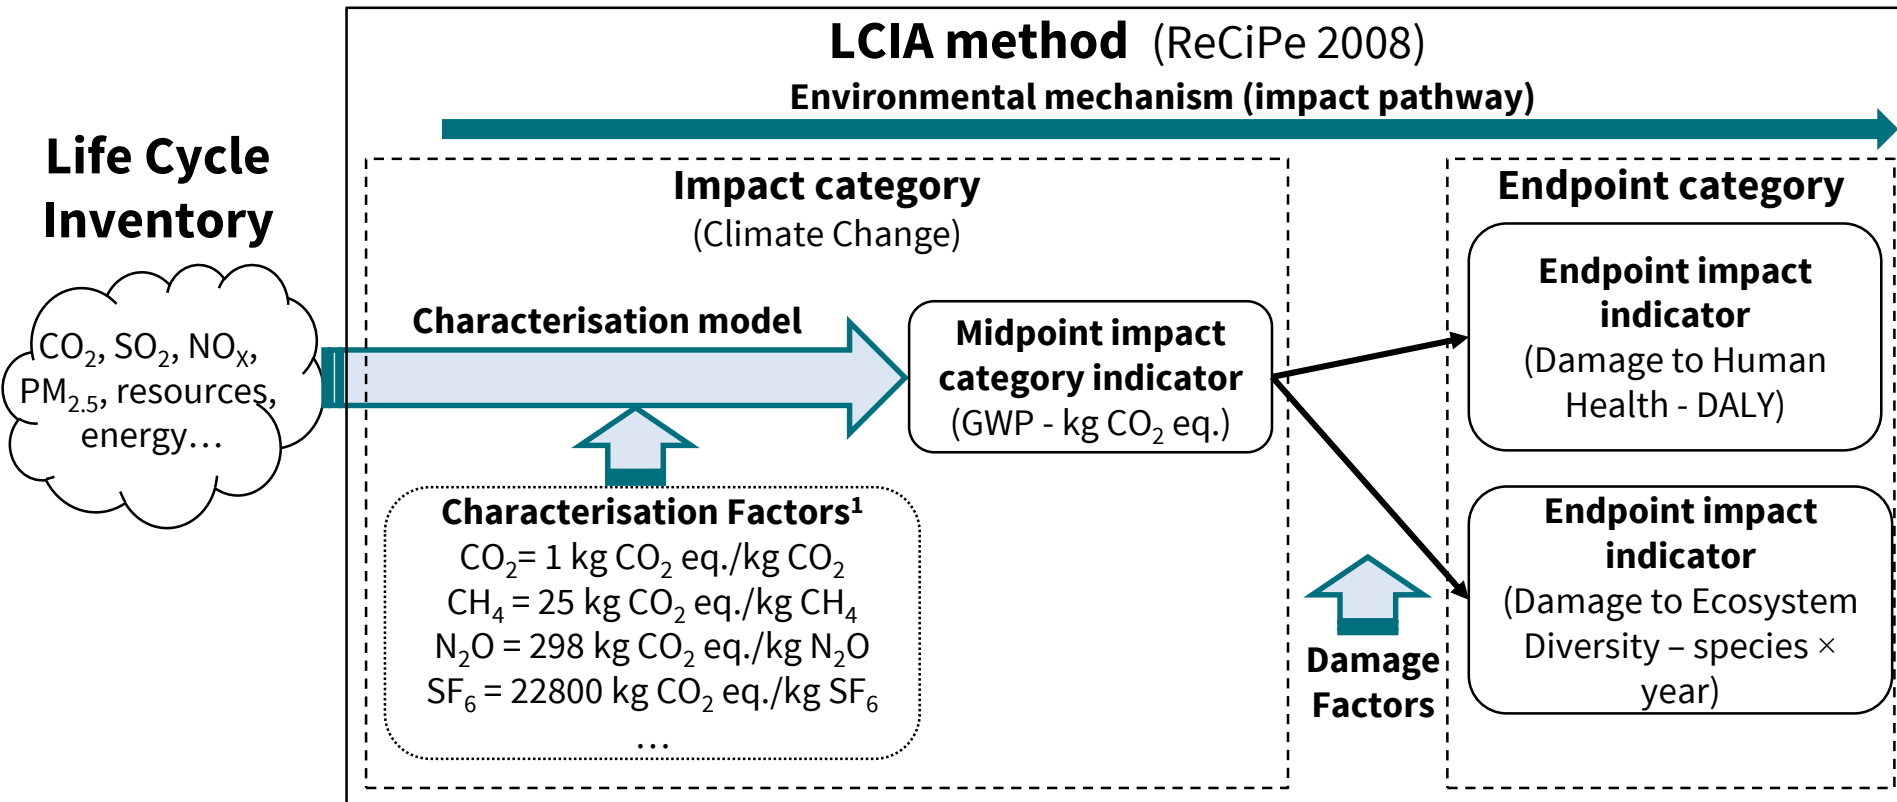 LCIA method (ReCiPe 2008)
Environmental mechanism (impact pathway)
Life Cycle
Inventory
CO₂, SO₂, NOₓ,
PM₂.₅, resources,
energy…
Impact category
(Climate Change)
Characterisation model
Midpoint impact
category indicator
(GWP - kg CO₂ eq.)
Characterisation Factors¹
CO₂= 1 kg CO₂ eq./kg CO₂
CH₄ = 25 kg CO₂ eq./kg CH₄
N₂O = 298 kg CO₂ eq./kg N₂O
SF₆ = 22800 kg CO₂ eq./kg SF₆
…
Damage
Factors
Endpoint category
Endpoint impact
indicator
(Damage to Human
Health - DALY)
Endpoint impact
indicator
(Damage to Ecosystem
Diversity – species ×
year)